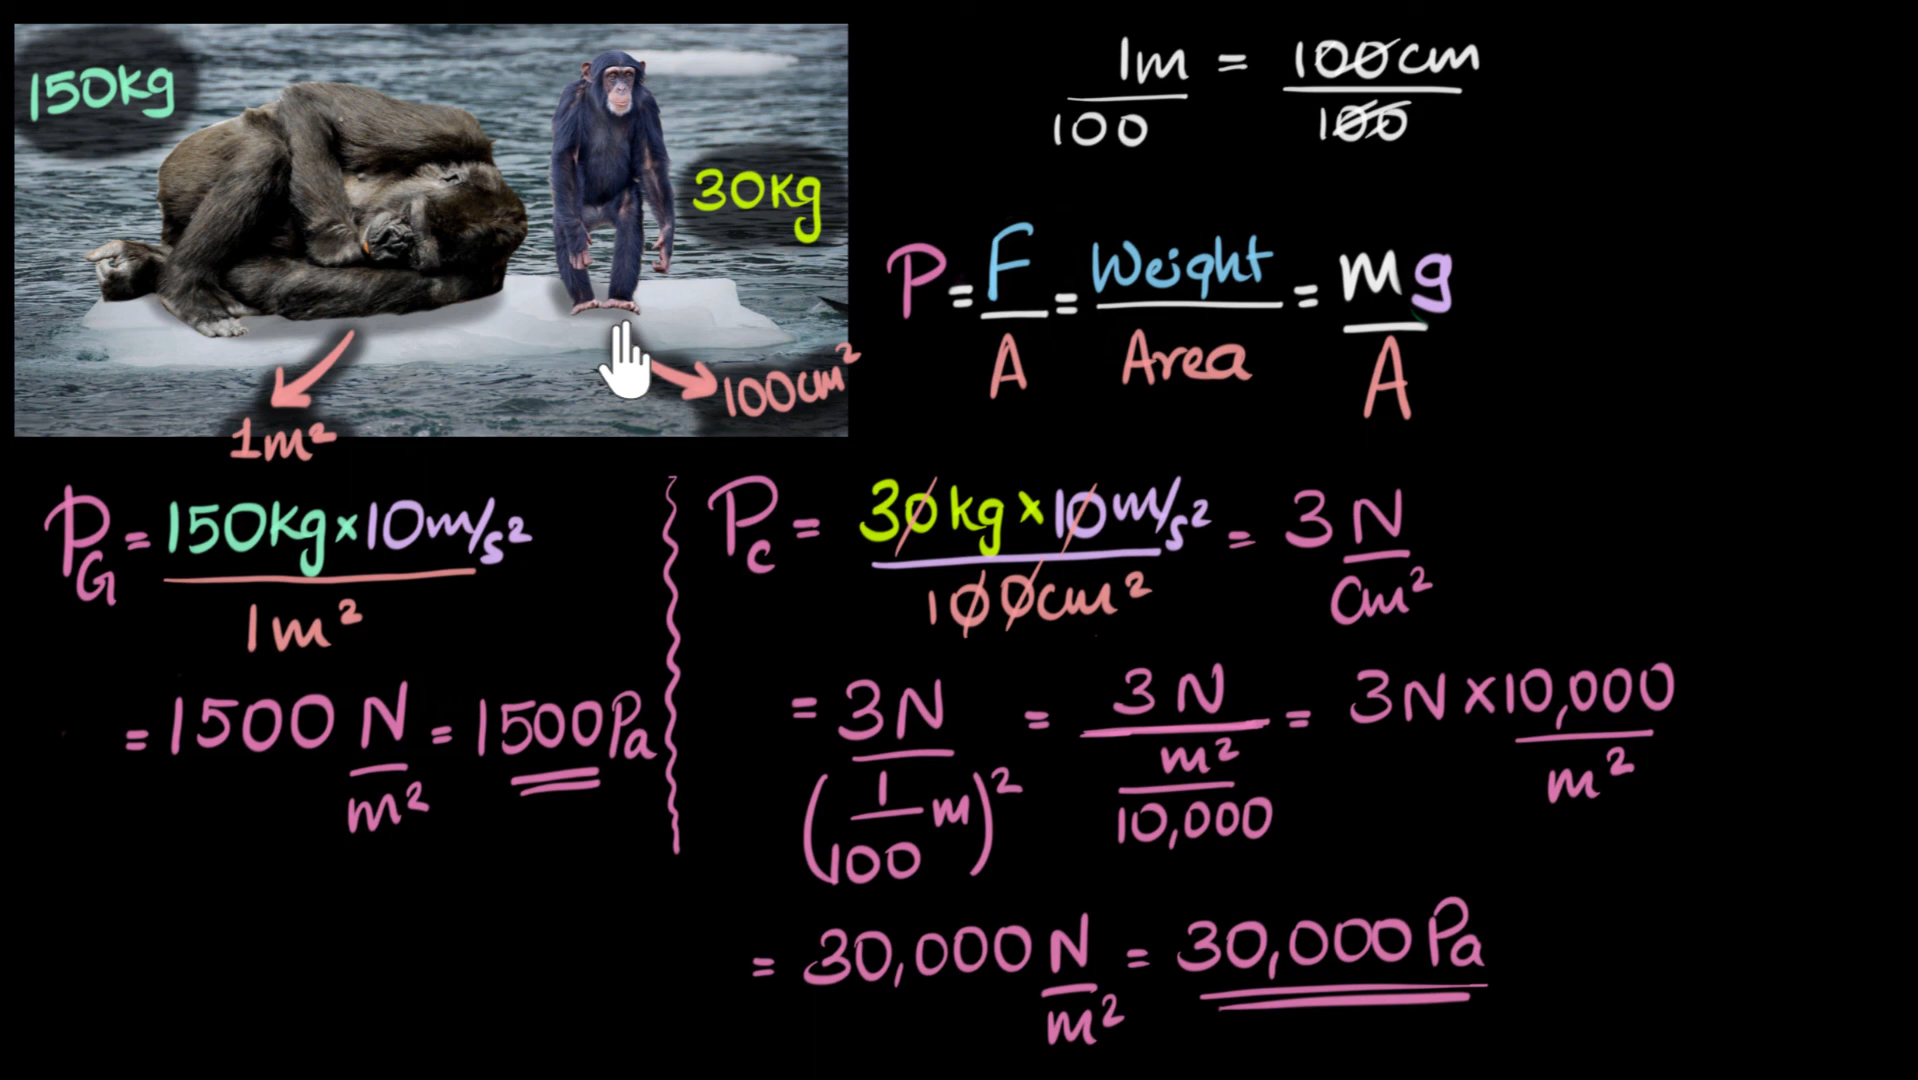 150kg
30kg
1m²
100cm²
1m/100 = 100cm/100
P = F/A = Weight/Area = mg/A
P_G = 150kg×10m/s² / 1m²
= 1500 N/m² = 1500Pa
P_c = 30kg×10m/s² / 100cm² = 3 N/cm²
= 3N/(1/100 m)² = 3N/(m²/10,000) = 3N×10,000/m²
= 30,000 N/m² = 30,000 Pa